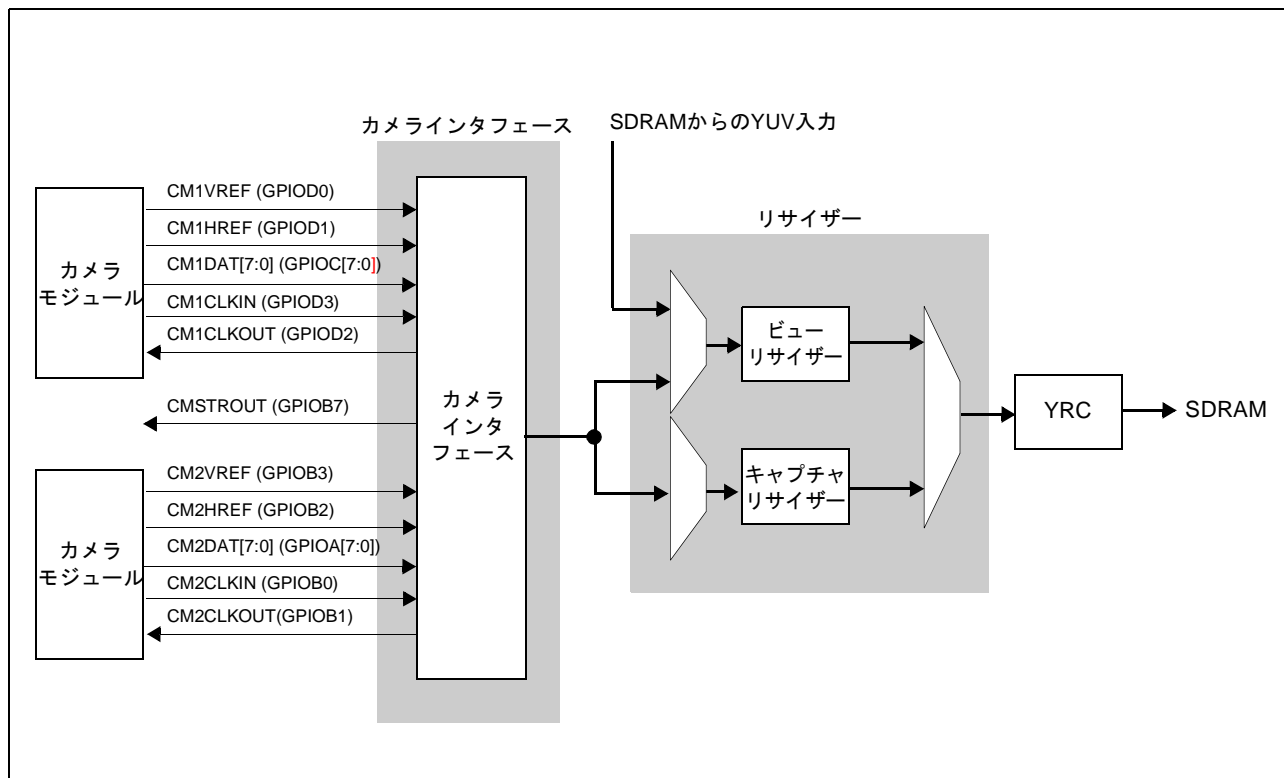 カメラインタフェース
SDRAMからのYUV入力
リサイザー
カメラ
モジュール
CM1VREF (GPIOD0)
CM1HREF (GPIOD1)
CM1DAT[7:0] (GPIOC[7:0])
CM1CLKIN (GPIOD3)
CM1CLKOUT (GPIOD2)
CMSTROUT (GPIOB7)
カメラ
モジュール
CM2VREF (GPIOB3)
CM2HREF (GPIOB2)
CM2DAT[7:0] (GPIOA[7:0])
CM2CLKIN (GPIOB0)
CM2CLKOUT(GPIOB1)
カメラ
インタ
フェース
ビュー
リサイザー
キャプチャ
リサイザー
YRC
SDRAM